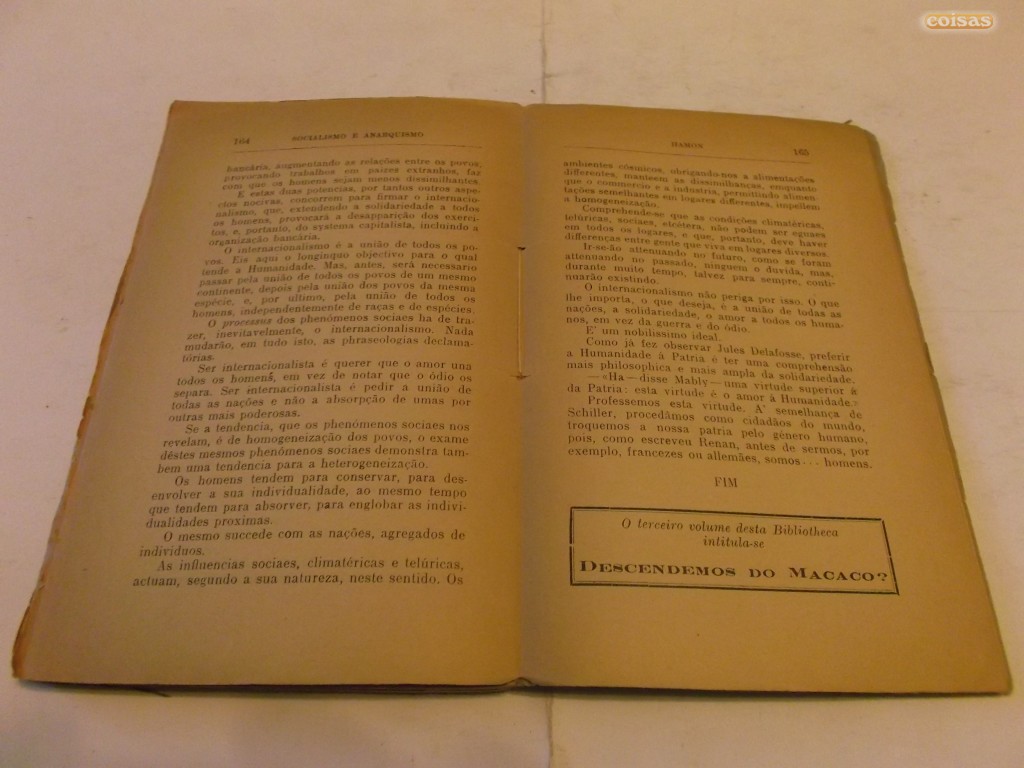 coisas
164 SOCIALISMO E ANARQUISMO
bancária, augmentando as relações entre os povos,
provocando trabalhos em paizes extranhos, faz
com que os homens sejam menos dissimilhantes.
E estas duas potencias, por tantos outros aspe-
ctos nocivas, concorrem para firmar o internacio-
nalismo, que, extendendo a solidariedade a todos
os homens, provocará a desapparição dos exerci-
tos, e, portanto, do systema capitalista, incluindo a
organização bancária.
O internacionalismo é a união de todos os po-
vos. Eis aqui o longinquo objectivo para o qual
tende a Humanidade. Mas, antes, será necessario
passar pela união de todos os povos de um mesmo
continente, depois pela união dos povos da mesma
espécie, e, por ultimo, pela união de todos os
homens, independentemente de raças e de espécies.
O processus dos phenómenos sociaes ha de tra-
zer, inevitavelmente, o internacionalismo. Nada
mudarão, em tudo isto, as phraseologias declama-
tórias.
Ser internacionalista é querer que o amor una
todos os homens, em vez de notar que o ódio os
separa. Ser internacionalista é pedir a união de
todas as nações e não a absorpção de umas por
outras mais poderosas.
Se a tendencia, que os phenómenos sociaes nos
revelam, é de homogeneização dos povos, o exame
dêstes mesmos phenómenos sociaes demonstra tam-
bem uma tendencia para a heterogeneização.
Os homens tendem para conservar, para des-
envolver a sua individualidade, ao mesmo tempo
que tendem para absorver, para englobar as indivi-
dualidades proximas.
O mesmo succede com as nações, agregados de
individuos.
As influencias sociaes, climatéricas e telúricas,
actuam, segundo a sua natureza, neste sentido. Os
HAMON 165
ambientes cósmicos, obrigando-nos a alimentações
differentes, mantem as dissimilhanças, emquanto
que o commercio e a industria, permittindo alimen-
tações semelhantes em logares differentes, impellem
a homogeneização.
Comprehende-se que as condições climatéricas,
telúricas, sociaes, etcétera, não podem ser eguaes
em todos os logares, e que, portanto, deve haver
differenças entre gente que viva em logares diversos.
Ir-se-ão attenuando no futuro, como se foram
attenuando no passado, ninguem o duvida, mas,
durante muito tempo, talvez para sempre, conti-
nuarão existindo.
O internacionalismo não periga por isso. O que
lhe importa, o que deseja, é a união de todas as
nações, a solidariedade, o amor a todos os huma-
nos, em vez da guerra e do ódio.
E' um nobilissimo ideal.
Como já fez observar Jules Delafosse, preferir
a Humanidade à Patria é ter uma comprehensão
mais philosophica e mais ampla da solidariedade.
—«Ha—disse Mably—uma virtude superior à
da Patria: esta virtude é o amor à Humanidade.»
Professemos esta virtude. A' semelhança de
Schiller, procedâmos como cidadãos do mundo,
troquemos a nossa patria pelo género humano,
pois, como escreveu Renan, antes de sermos, por
exemplo, francezes ou allemães, somos... homens.
FIM
O terceiro volume desta Bibliotheca
intitula-se
DESCENDEMOS DO MACACO?